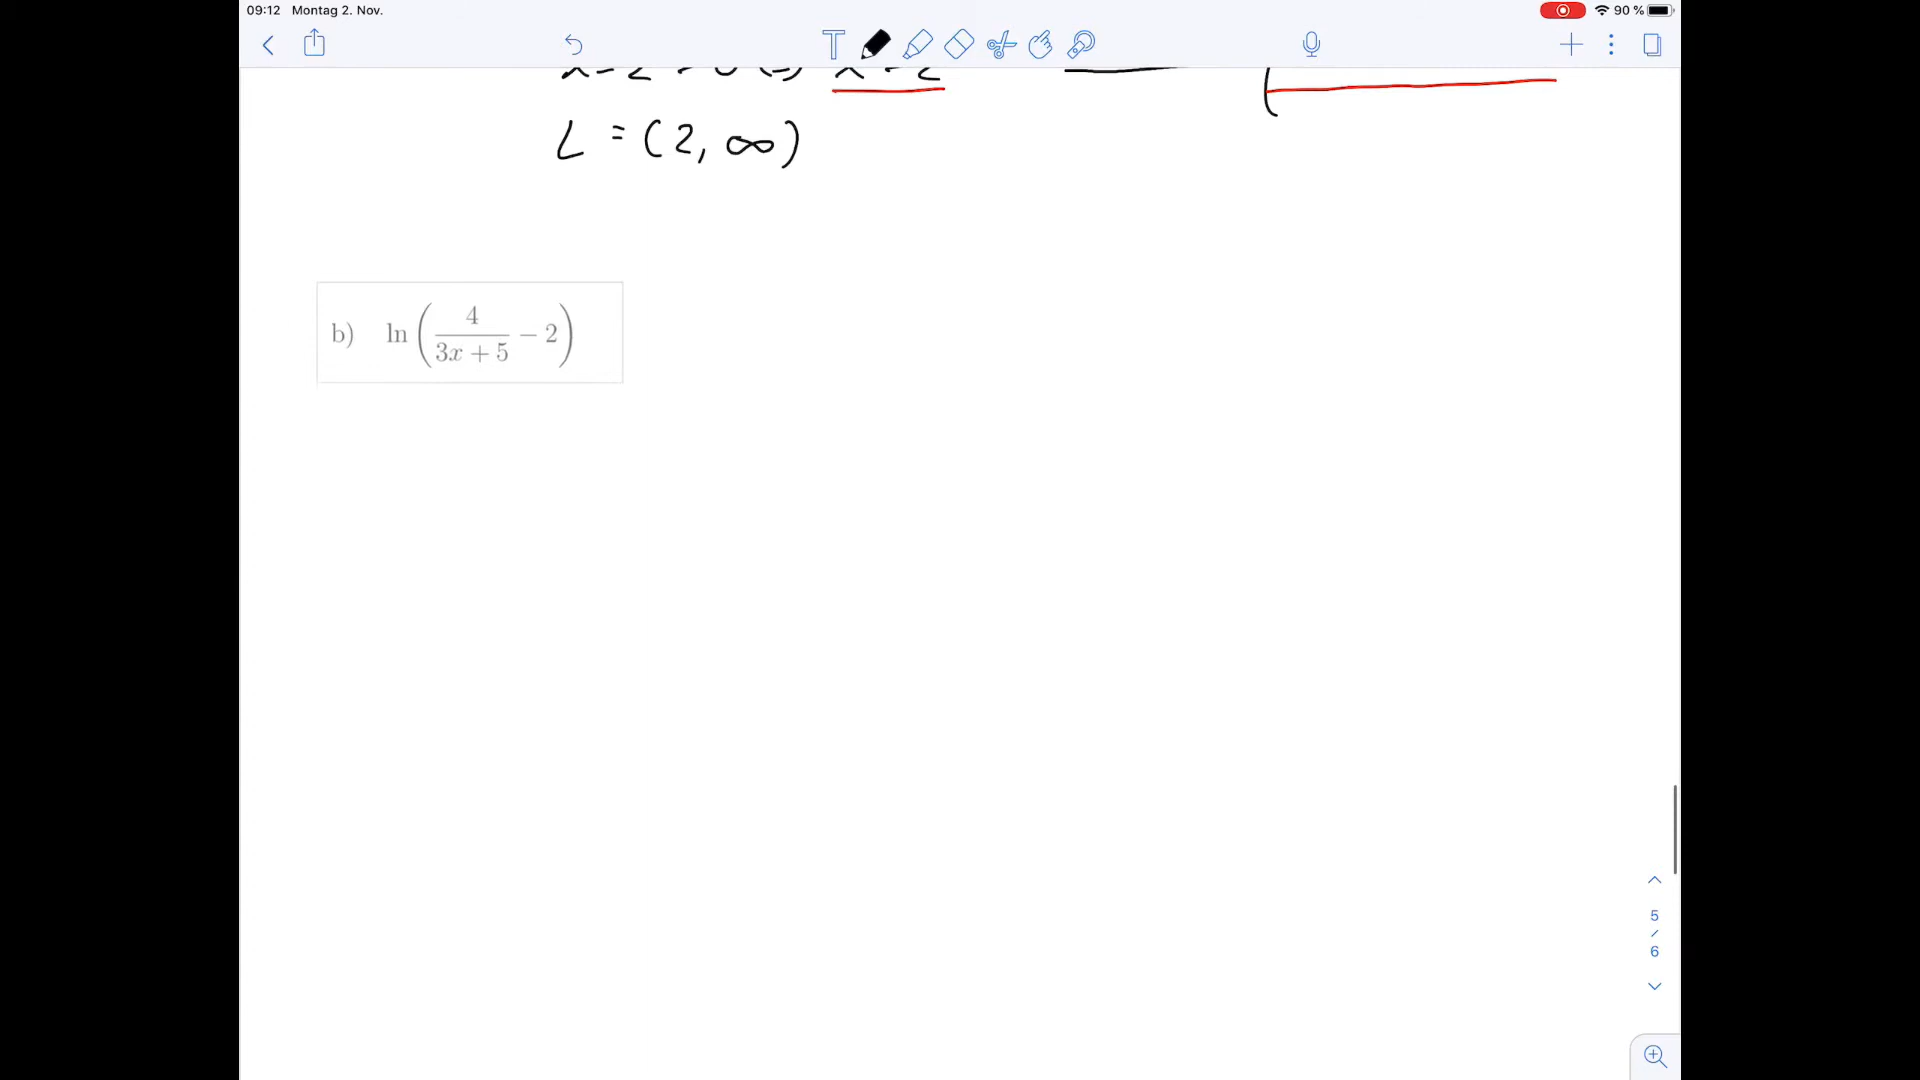 09:12 Montag 2. Nov. 90 %
L = (2, ∞)
b) ln(4/(3x + 5) − 2)
5
/
6